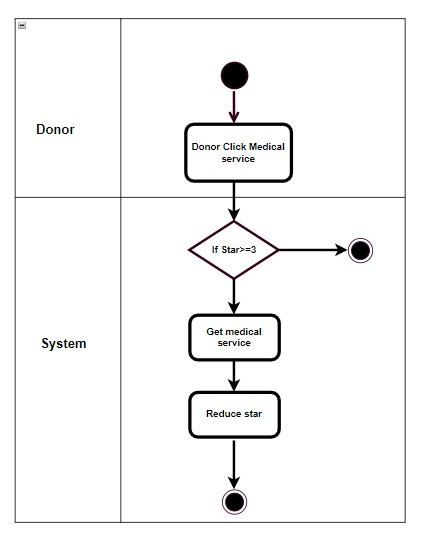 Donor
Donor Click Medical
service
If Star>=3
System
Get medical
service
Reduce star